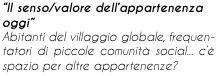 "Il senso/valore dell'appartenenza
oggi"
Abitanti del villaggio globale, frequen-
tatori di piccole comunità social... c'è
spazio per altre appartenenze?